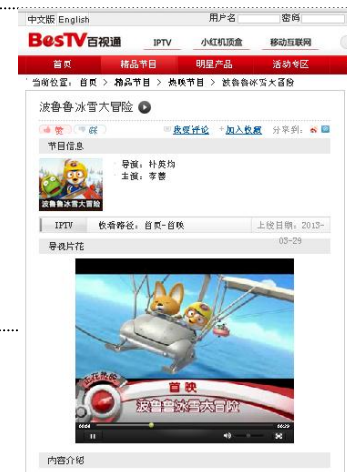 中文版 English 用户名 密码
BesTV百视通 IPTV 小红机顶盒 移动互联网
首页 精品节目 明星产品 活动专区
当前位置：首页 > 精品节目 > 热映节目 > 波鲁鲁冰雪大冒险
波鲁鲁冰雪大冒险
赞 我要评论 +加入收藏 分享到：
节目信息
导演：朴英均
主演：李善
波鲁鲁冰雪大冒险
IPTV 收看路径：首页-首映 上线日期：2013-
05-29
导视片花
正在热映
首映
波鲁鲁冰雪大冒险
内容介绍